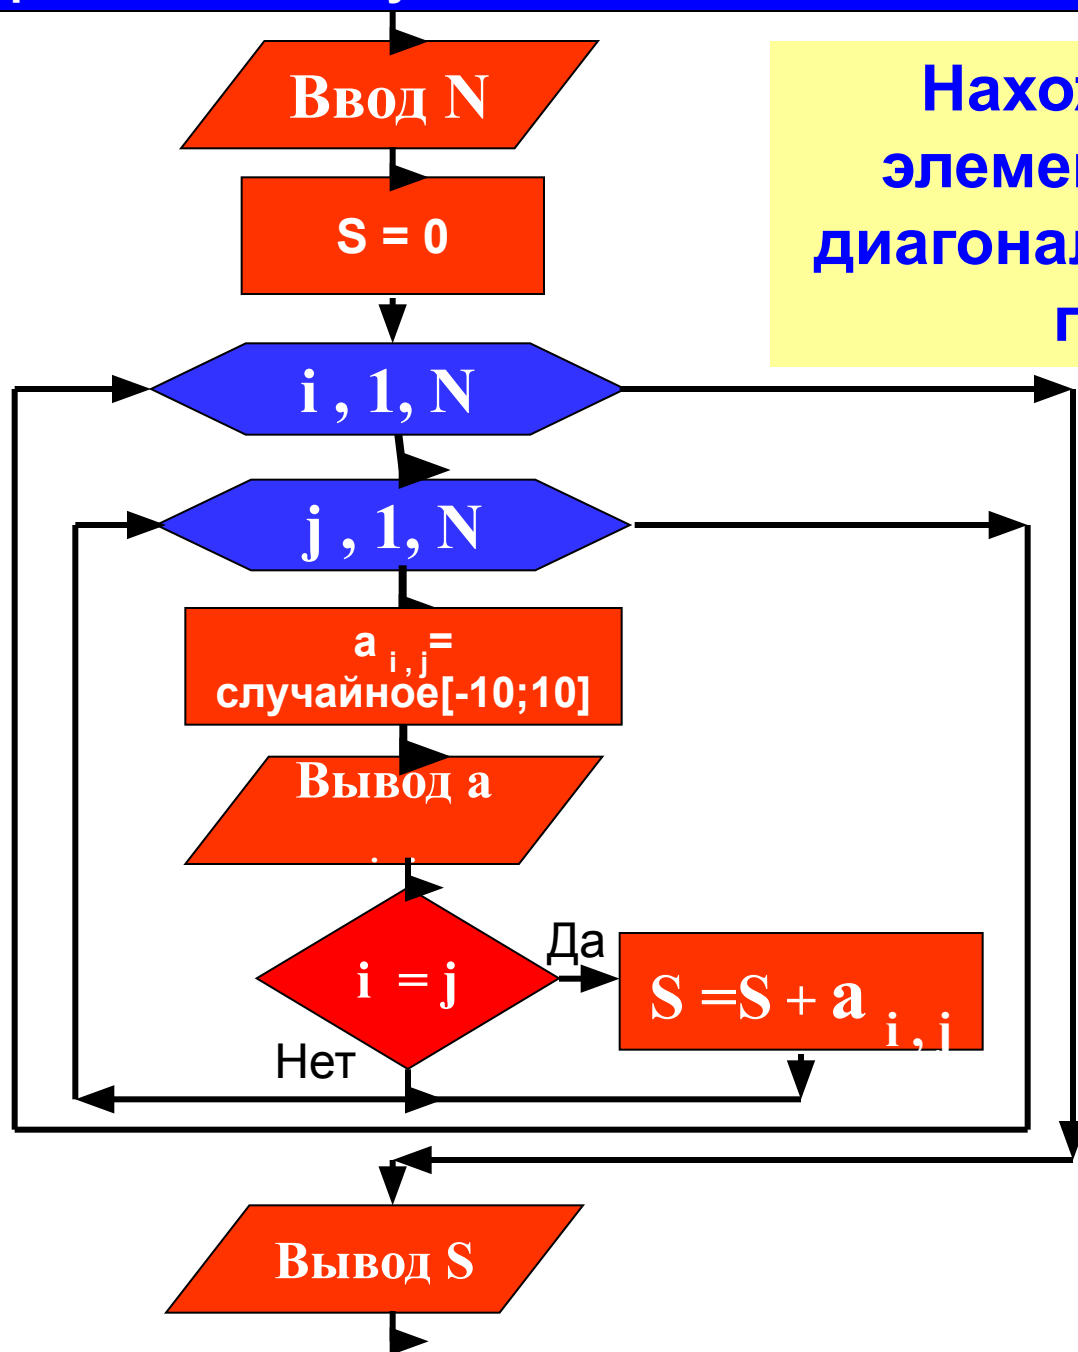 Ввод N
S = 0
i , 1, N
j , 1, N
a i , j=
случайное[-10;10]
Вывод a
i = j
Да
S =S + a i , j
Нет
Вывод S